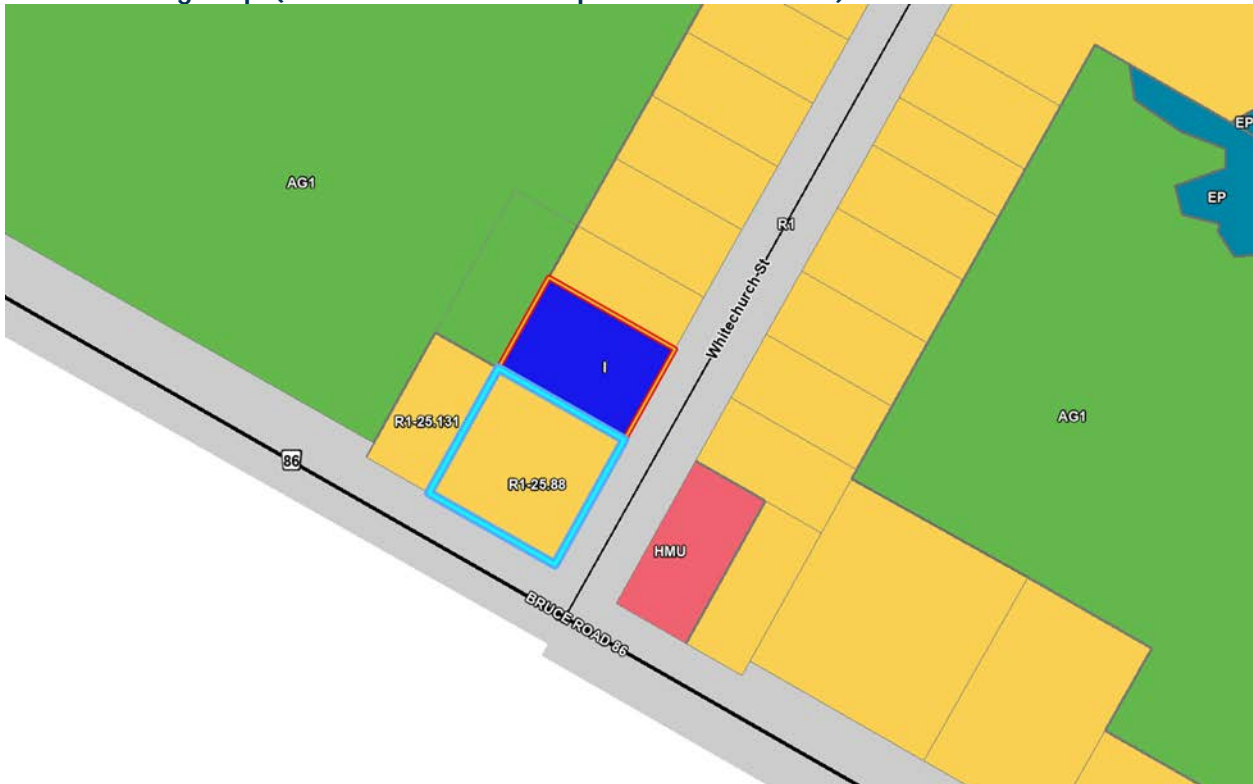 EP
AG1
EP
R1
Whitechurch St
I
AG1
R1-25.131
86
R1-25.88
HMU
BRUCE ROAD 86